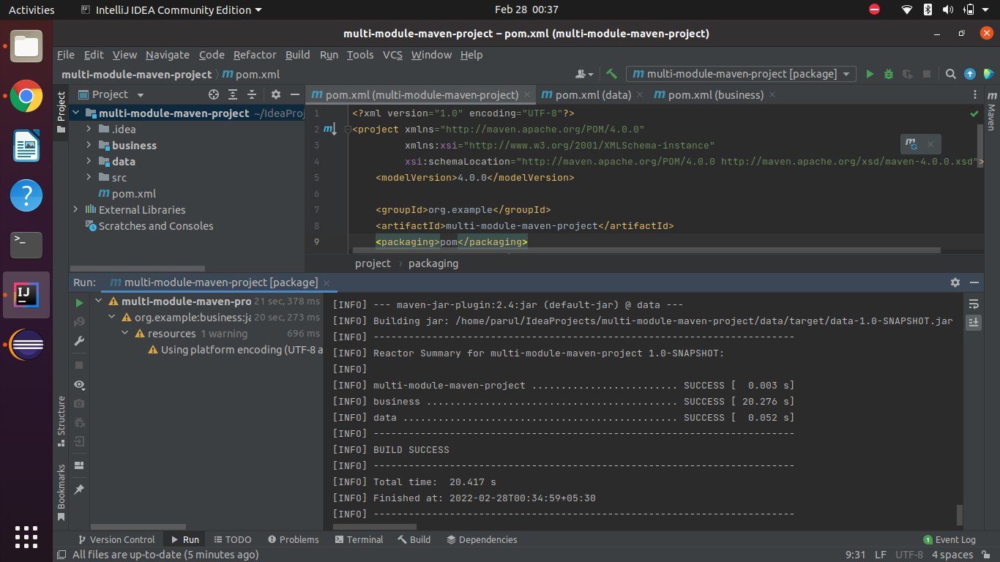 Activities IntelliJ IDEA Community Edition Feb 28 00:37
multi-module-maven-project – pom.xml (multi-module-maven-project)
File Edit View Navigate Code Refactor Build Run Tools VCS Window Help
multi-module-maven-project pom.xml multi-module-maven-project [package]
Project
Project
pom.xml (multi-module-maven-project) pom.xml (data) pom.xml (business)
Maven
multi-module-maven-project ~/IdeaProj
.idea
business
data
src
pom.xml
External Libraries
Scratches and Consoles
1 <?xml version="1.0" encoding="UTF-8"?>
2 <project xmlns="http://maven.apache.org/POM/4.0.0"
3 xmlns:xsi="http://www.w3.org/2001/XMLSchema-instance"
4 xsi:schemaLocation="http://maven.apache.org/POM/4.0.0 http://maven.apache.org/xsd/maven-4.0.0.xsd">
5 <modelVersion>4.0.0</modelVersion>
6
7 <groupId>org.example</groupId>
8 <artifactId>multi-module-maven-project</artifactId>
9 <packaging>pom</packaging>
project › packaging
Run: multi-module-maven-project [package]
multi-module-maven-pro 21 sec, 378 ms
org.example:business:ja 20 sec, 273 ms
resources 1 warning 696 ms
Using platform encoding (UTF-8 a
[INFO] --- maven-jar-plugin:2.4:jar (default-jar) @ data ---
[INFO] Building jar: /home/parul/IdeaProjects/multi-module-maven-project/data/target/data-1.0-SNAPSHOT.jar
[INFO] ------------------------------------------------------------------------
[INFO] Reactor Summary for multi-module-maven-project 1.0-SNAPSHOT:
[INFO]
[INFO] multi-module-maven-project ......................... SUCCESS [  0.003 s]
[INFO] business ........................................... SUCCESS [ 20.276 s]
[INFO] data ............................................... SUCCESS [  0.052 s]
[INFO] ------------------------------------------------------------------------
[INFO] BUILD SUCCESS
[INFO] ------------------------------------------------------------------------
[INFO] Total time:  20.417 s
[INFO] Finished at: 2022-02-28T00:34:59+05:30
[INFO] ------------------------------------------------------------------------
Structure
Bookmarks
Version Control Run TODO Problems Terminal Build Dependencies 1 Event Log
All files are up-to-date (5 minutes ago) 9:31 LF UTF-8 4 spaces